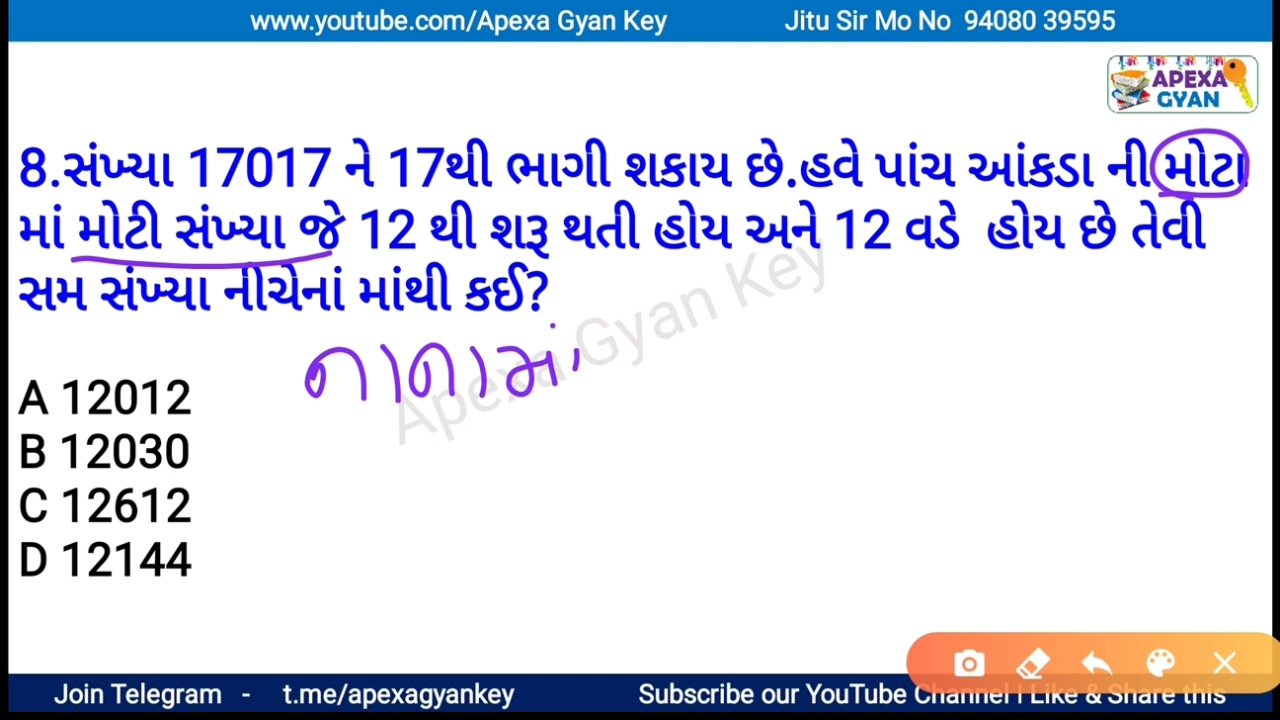 www.youtube.com/Apexa Gyan Key Jitu Sir Mo No 94080 39595
APEXA
GYAN
8.સંખ્યા 17017 ને 17થી ભાગી શકાય છે.હવે પાંચ આંકડા ની મોટા
માં મોટી સંખ્યા જે 12 થી શરૂ થતી હોય અને 12 વડે હોય છે તેવી
સમ સંખ્યા નીચેનાં માંથી કઈ?
નાનામાં
Apexa Gyan Key
A 12012
B 12030
C 12612
D 12144
Join Telegram - t.me/apexagyankey Subscribe our YouTube Channel I Like & Share this